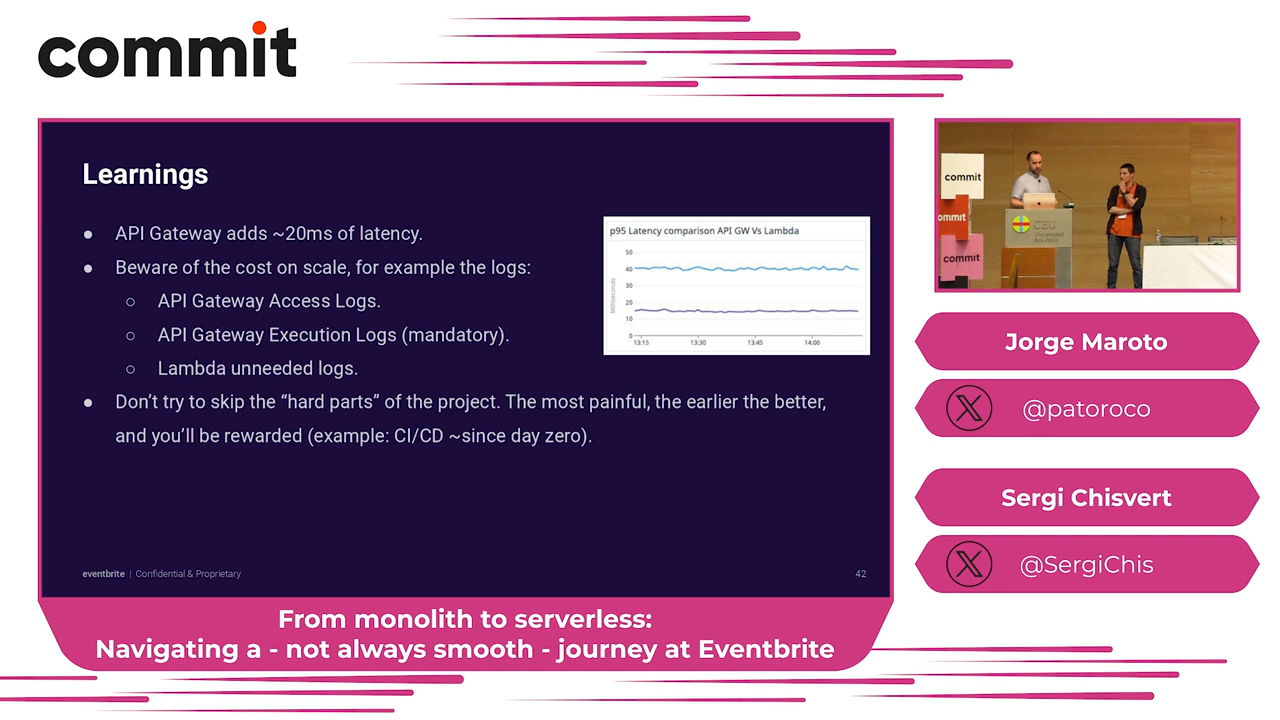 commit
Learnings
● API Gateway adds ~20ms of latency.
● Beware of the cost on scale, for example the logs:
○ API Gateway Access Logs.
○ API Gateway Execution Logs (mandatory).
○ Lambda unneeded logs.
● Don’t try to skip the “hard parts” of the project. The most painful, the earlier the better,
and you’ll be rewarded (example: CI/CD ~since day zero).
p95 Latency comparison API GW Vs Lambda
Milliseconds
50
40
30
20
10
0
13:15 13:30 13:45 14:00
eventbrite | Confidential & Proprietary
42
From monolith to serverless:
Navigating a - not always smooth - journey at Eventbrite
commit
ommit
commit
CEU
Jorge Maroto
@patoroco
Sergi Chisvert
@SergiChis